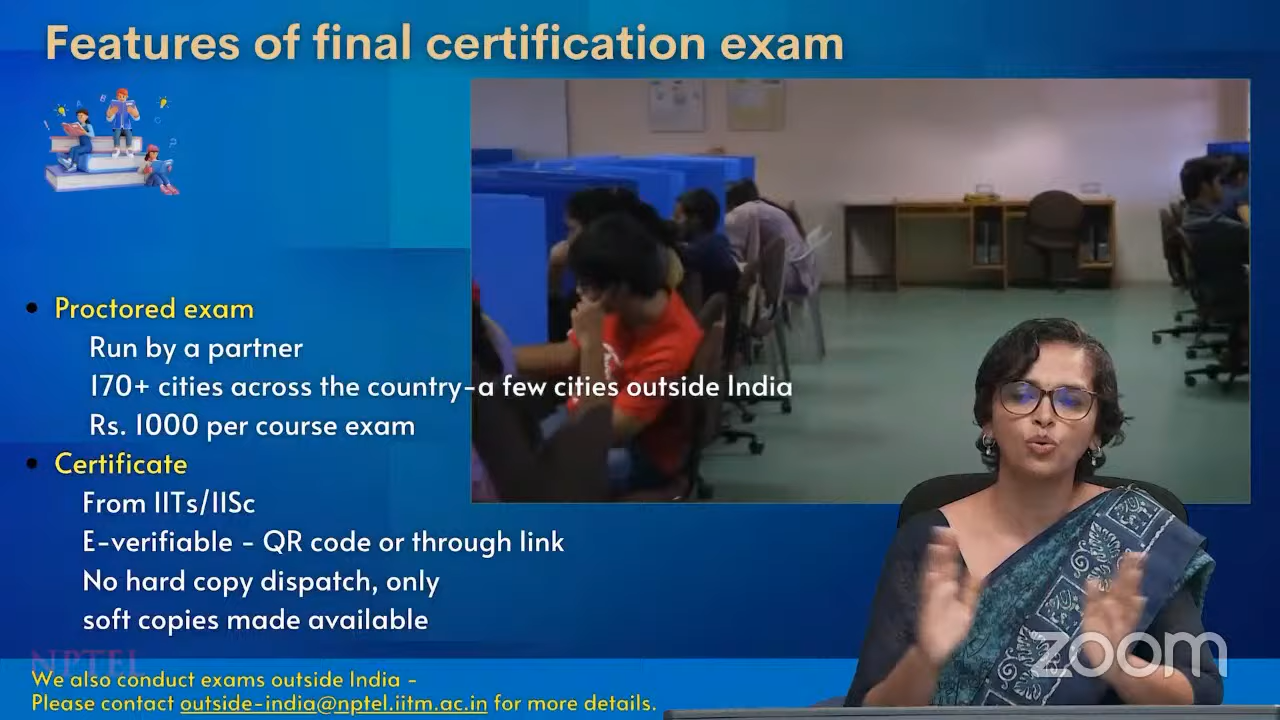 Features of final certification exam
Proctored exam
Run by a partner
170+ cities across the country-a few cities outside India
Rs. 1000 per course exam
Certificate
From IITs/IISc
E-verifiable - QR code or through link
No hard copy dispatch, only
soft copies made available
NPTEL
We also conduct exams outside India -
Please contact outside-india@nptel.iitm.ac.in for more details.
zoom